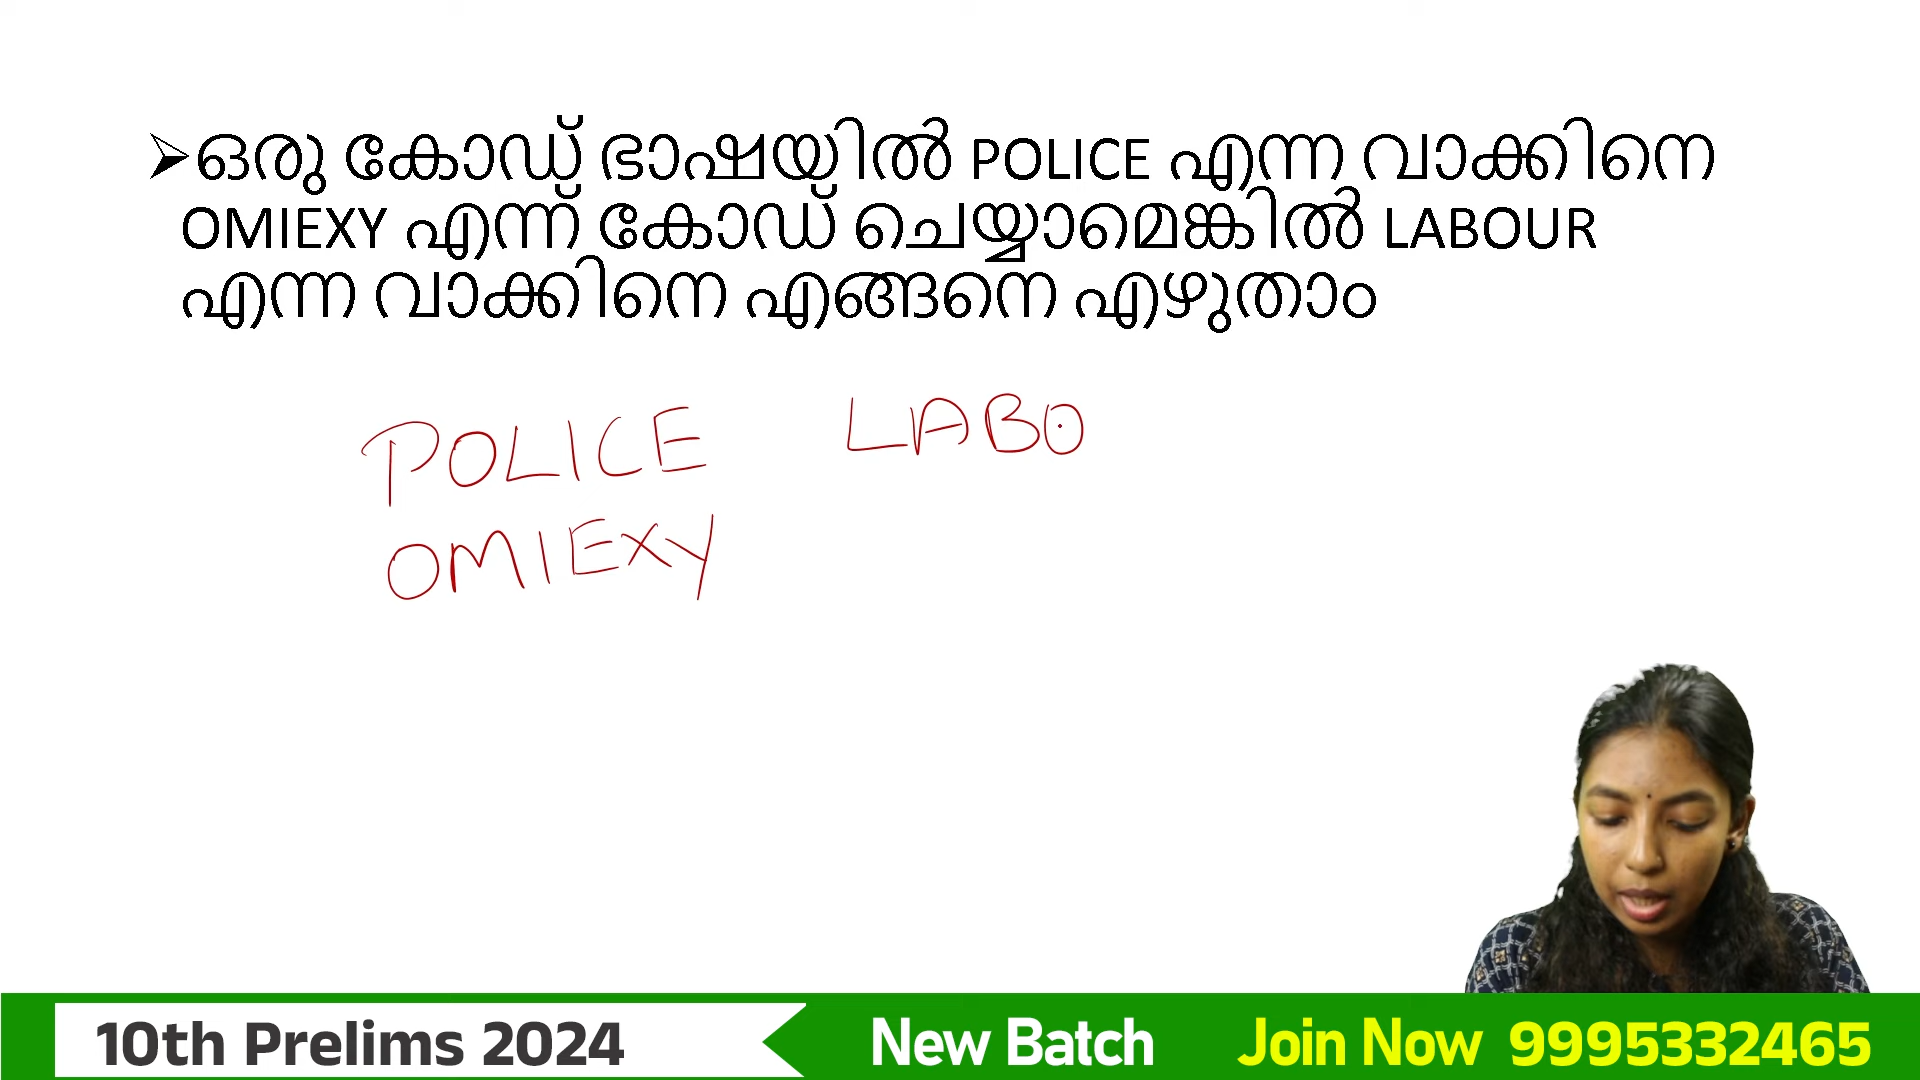 ➢ഒരു കോഡ് ഭാഷയിൽ POLICE എന്ന വാക്കിനെ
OMIEXY എന്ന് കോഡ് ചെയ്യാമെങ്കിൽ LABOUR
എന്ന വാക്കിനെ എങ്ങനെ എഴുതാം
POLICE LABO
OMIEXY
10th Prelims 2024 New Batch Join Now 9995332465